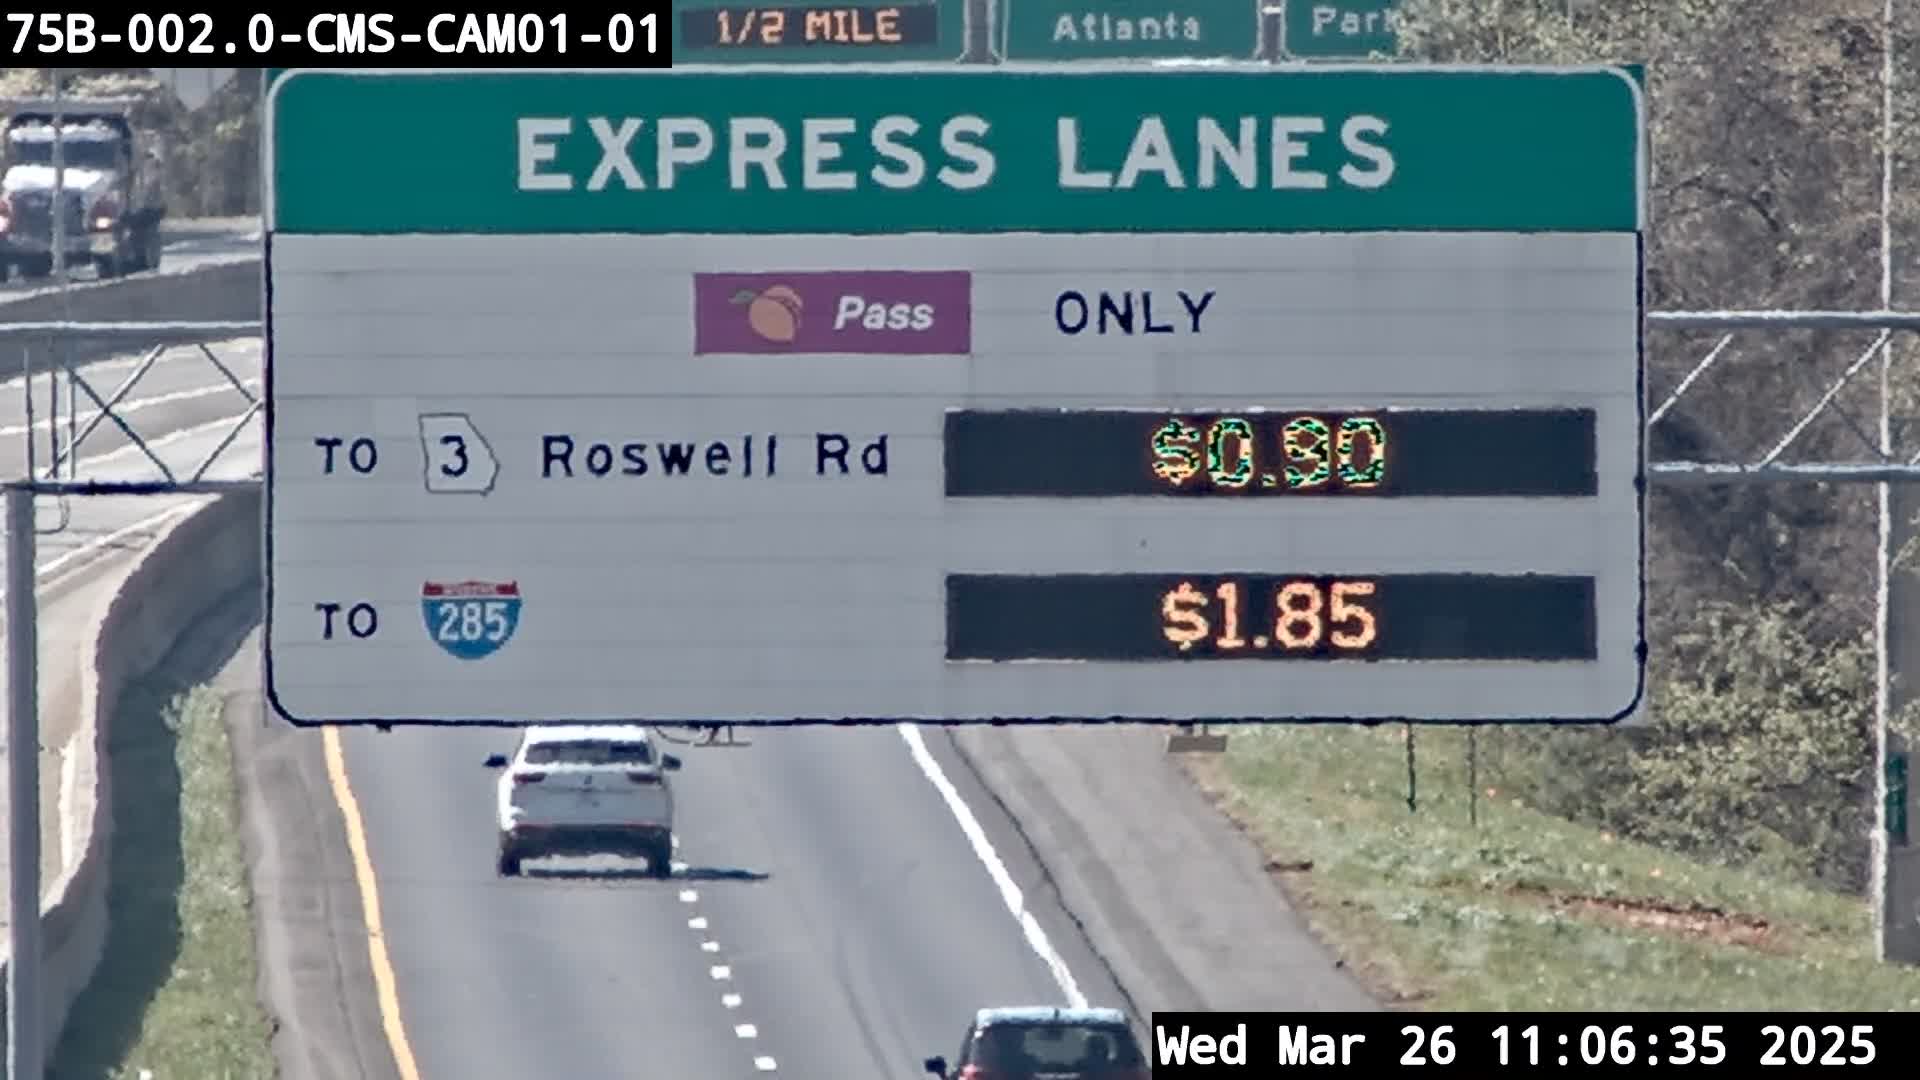 75B-002.0-CMS-CAM01-01
1/2 MILE
Atlanta
EXPRESS LANES
Pass ONLY
TO 3 Roswell Rd $0.90
TO 285 $1.85
Wed Mar 26 11:06:35 2025